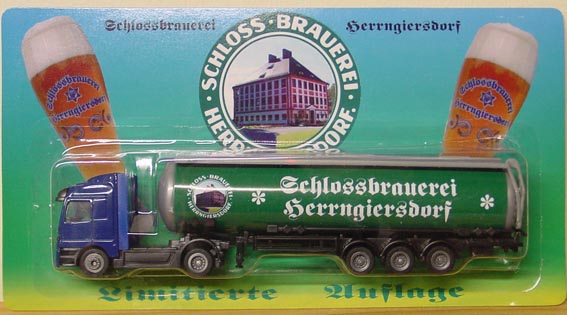 Schlossbrauerei Herrngiersdorf
SCHLOSS-BRAUEREI · HERRNGIERSDORF ·
Schlossbrauerei
Herrngiersdorf
Schlossbrauerei
Herrngiersdorf
SCHLOSS-BRAUEREI
HERRNGIERSDORF
* Schlossbrauerei *
Herrngiersdorf
Limitierte Auflage